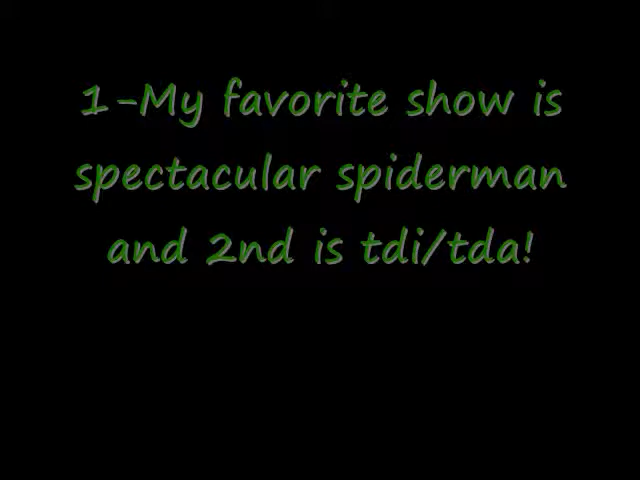 1-My favorite show is
spectacular spiderman
and 2nd is tdi/tda!